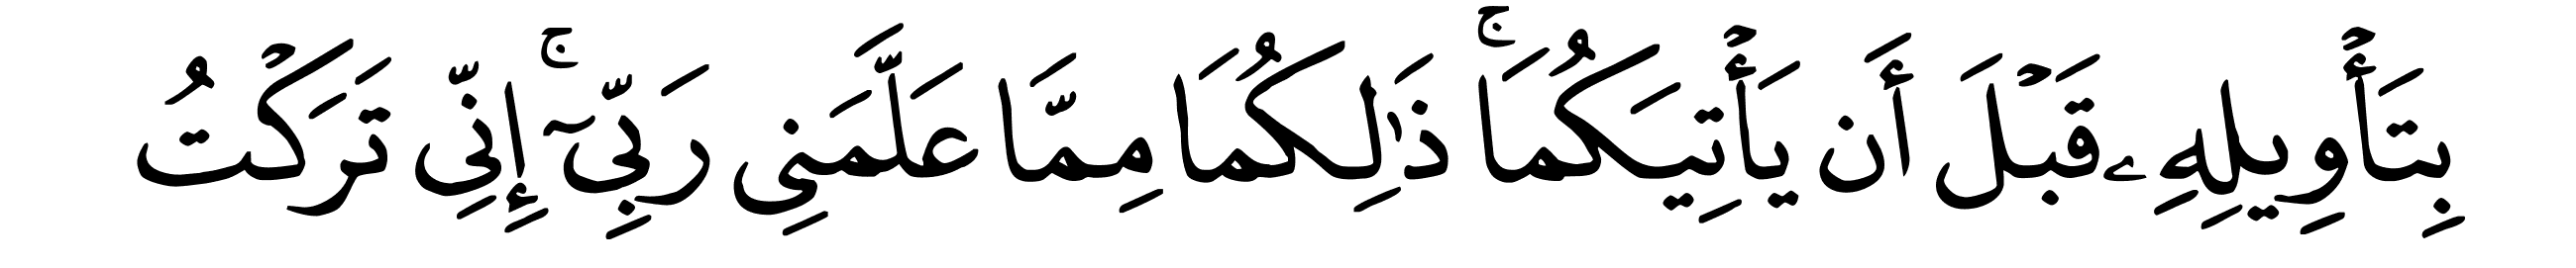 بِتَأْوِيلِهِۦ قَبْلَ أَن يَأْتِيَكُمَاۚ ذَٰلِكُمَا مِمَّا عَلَّمَنِى رَبِّىٓۚ إِنِّى تَرَكْتُ